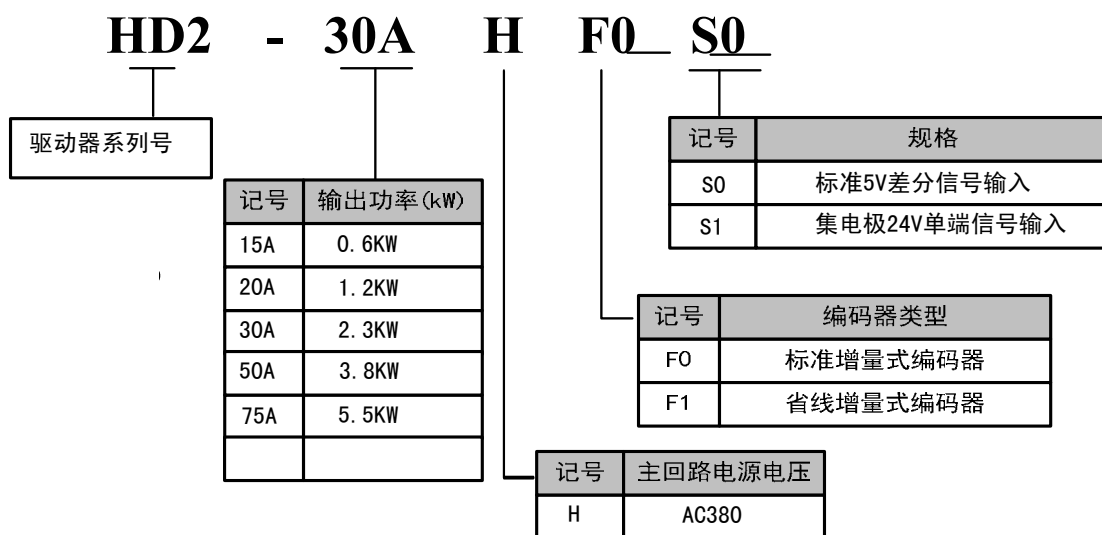 HD2 - 30A H F0 S0
驱动器系列号
记号 输出功率(kW)
15A 0.6KW
20A 1.2KW
30A 2.3KW
50A 3.8KW
75A 5.5KW
记号 规格
S0 标准5V差分信号输入
S1 集电极24V单端信号输入
记号 编码器类型
F0 标准增量式编码器
F1 省线增量式编码器
记号 主回路电源电压
H AC380